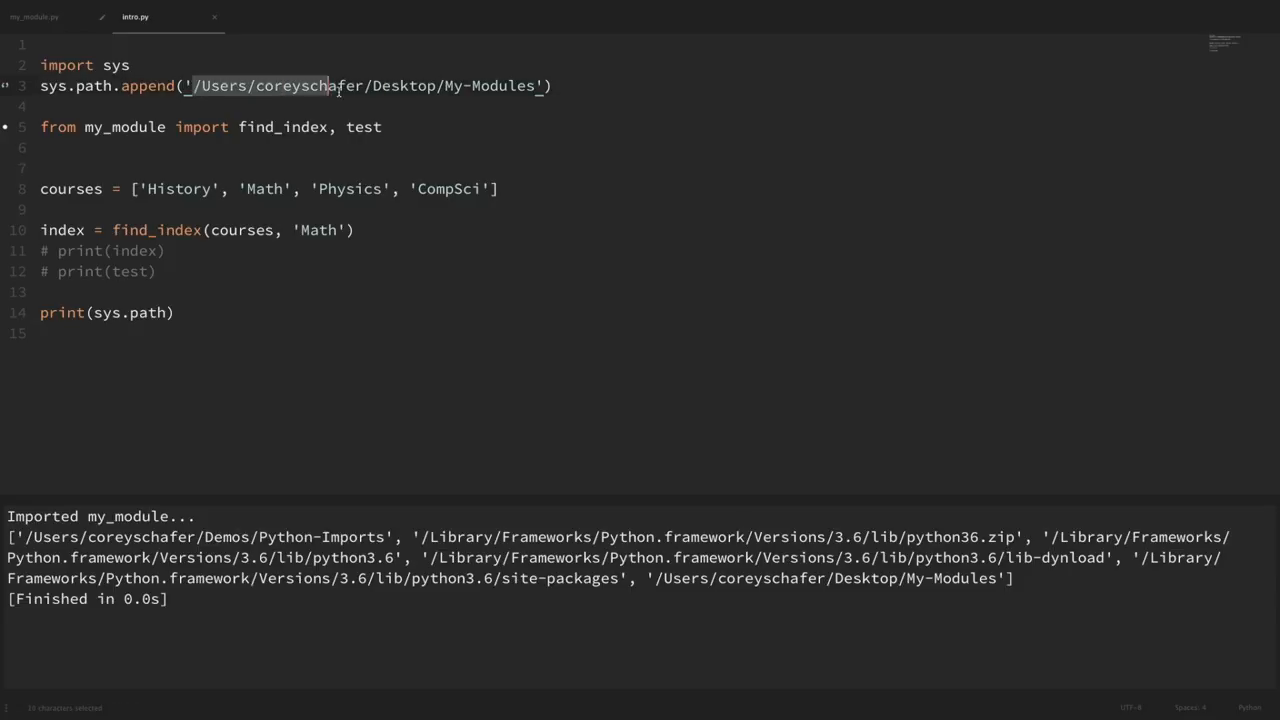 my_module.py intro.py ×
1
2 import sys
3 sys.path.append('/Users/coreyschafer/Desktop/My-Modules')
4
5 from my_module import find_index, test
6
7
8 courses = ['History', 'Math', 'Physics', 'CompSci']
9
10 index = find_index(courses, 'Math')
11 # print(index)
12 # print(test)
13
14 print(sys.path)
15
Imported my_module...
['/Users/coreyschafer/Demos/Python-Imports', '/Library/Frameworks/Python.framework/Versions/3.6/lib/python36.zip', '/Library/Frameworks/
Python.framework/Versions/3.6/lib/python3.6', '/Library/Frameworks/Python.framework/Versions/3.6/lib/python3.6/lib-dynload', '/Library/
Frameworks/Python.framework/Versions/3.6/lib/python3.6/site-packages', '/Users/coreyschafer/Desktop/My-Modules']
[Finished in 0.0s]
characters selected UTF-8 Spaces: 4 Python